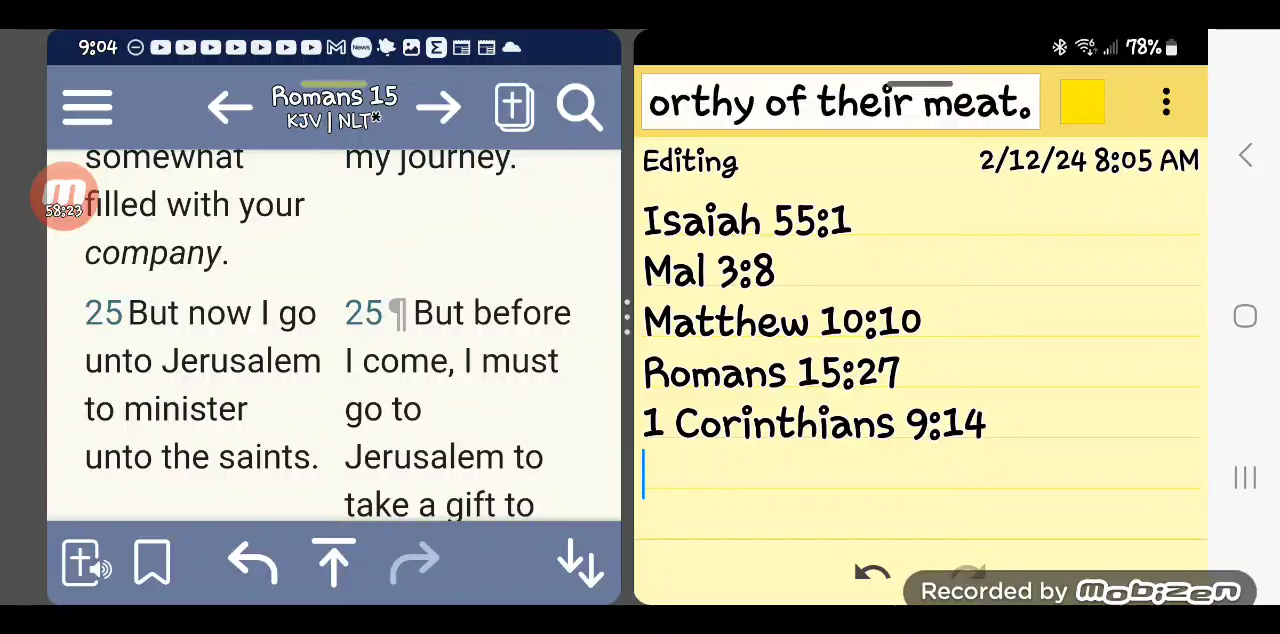 9:04
News
78%
Romans 15
KJV | NLT*
orthy of their meat.
58:23
somewhat
filled with your
company.
25 But now I go
unto Jerusalem
to minister
unto the saints.
my journey.
25 ¶ But before
I come, I must
go to
Jerusalem to
take a gift to
Editing
2/12/24 8:05 AM
Isaiah 55:1
Mal 3:8
Matthew 10:10
Romans 15:27
1 Corinthians 9:14
Recorded by Mobizen